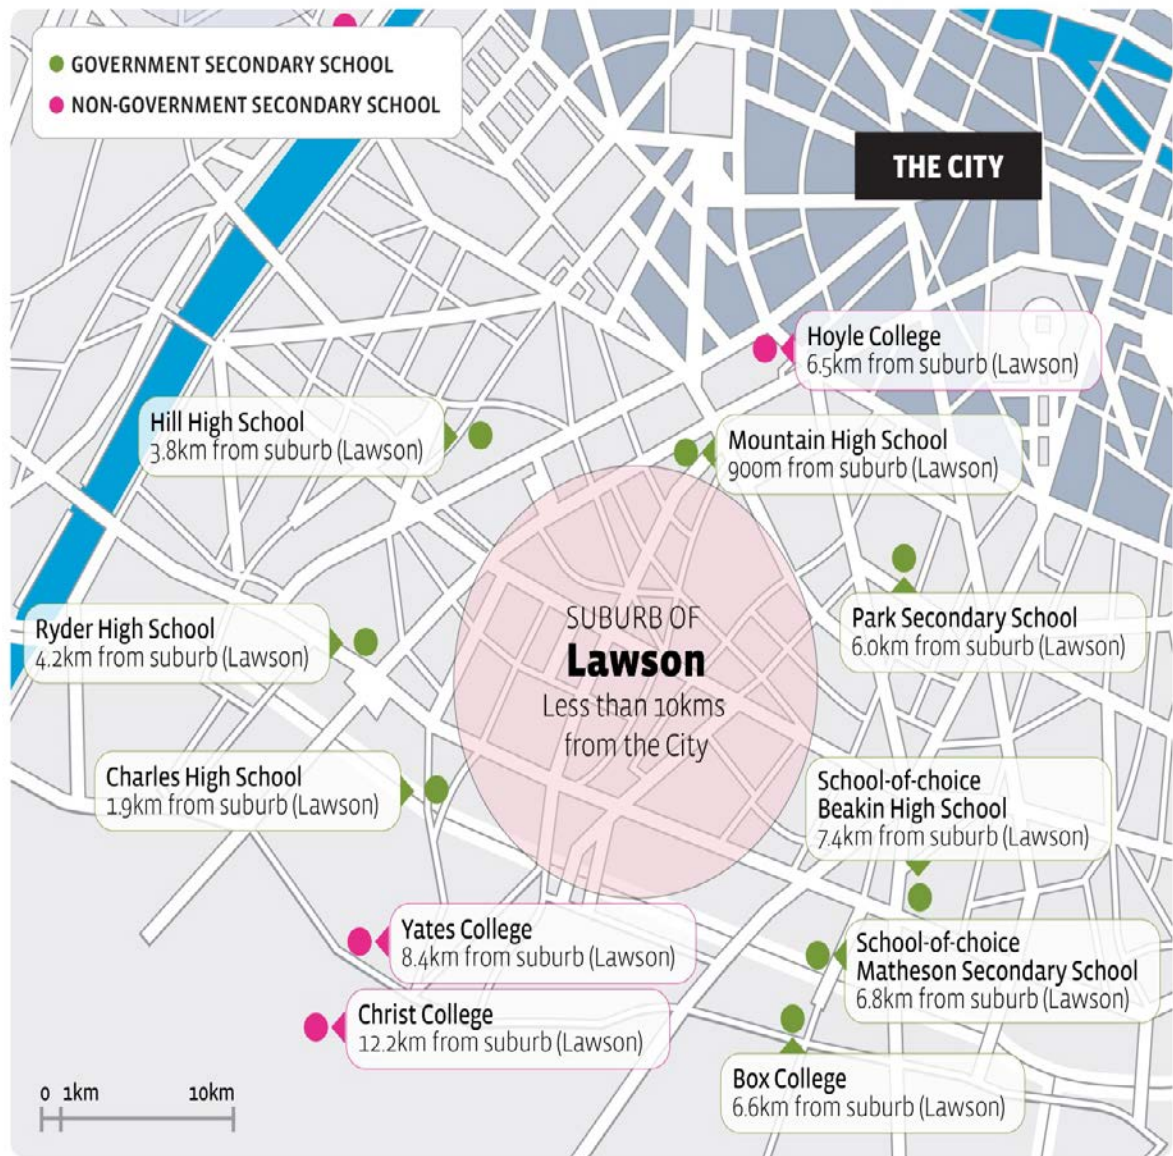 GOVERNMENT SECONDARY SCHOOL
NON-GOVERNMENT SECONDARY SCHOOL
THE CITY
Hoyle College
6.5km from suburb (Lawson)
Hill High School
3.8km from suburb (Lawson)
Mountain High School
900m from suburb (Lawson)
Park Secondary School
6.0km from suburb (Lawson)
SUBURB OF
Lawson
Less than 10kms
from the City
Ryder High School
4.2km from suburb (Lawson)
Charles High School
1.9km from suburb (Lawson)
School-of-choice
Beakin High School
7.4km from suburb (Lawson)
Yates College
8.4km from suburb (Lawson)
School-of-choice
Matheson Secondary School
6.8km from suburb (Lawson)
Christ College
12.2km from suburb (Lawson)
Box College
6.6km from suburb (Lawson)
0 1km 10km